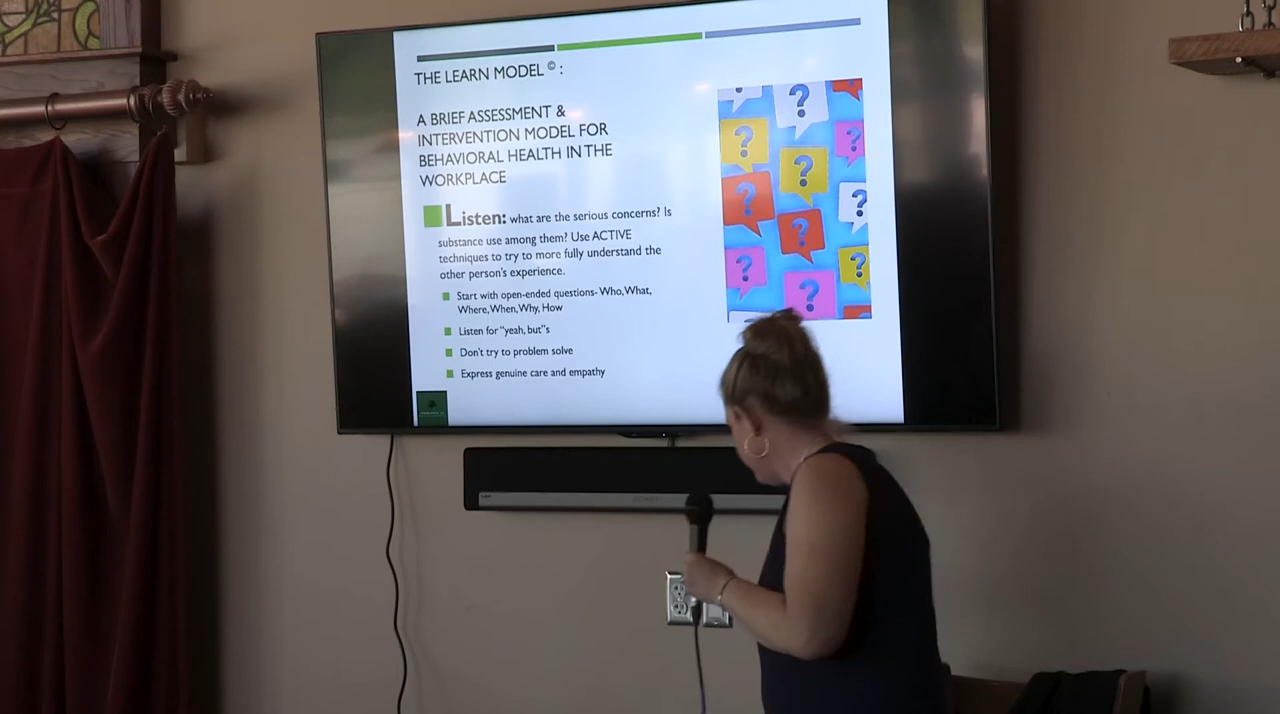 THE LEARN MODEL © :
A BRIEF ASSESSMENT &
INTERVENTION MODEL FOR
BEHAVIORAL HEALTH IN THE
WORKPLACE
Listen: what are the serious concerns? Is
substance use among them? Use ACTIVE
techniques to try to more fully understand the
other person's experience.
Start with open-ended questions- Who, What,
Where, When, Why, How
Listen for "yeah, but"s
Don't try to problem solve
Express genuine care and empathy
? ? ? ? ? ? ? ? ? ?